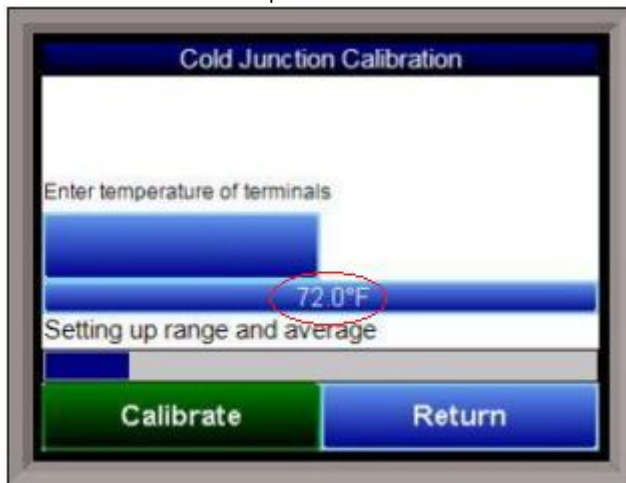 Cold Junction Calibration
Enter temperature of terminals
72.0°F
Setting up range and average
Calibrate Return